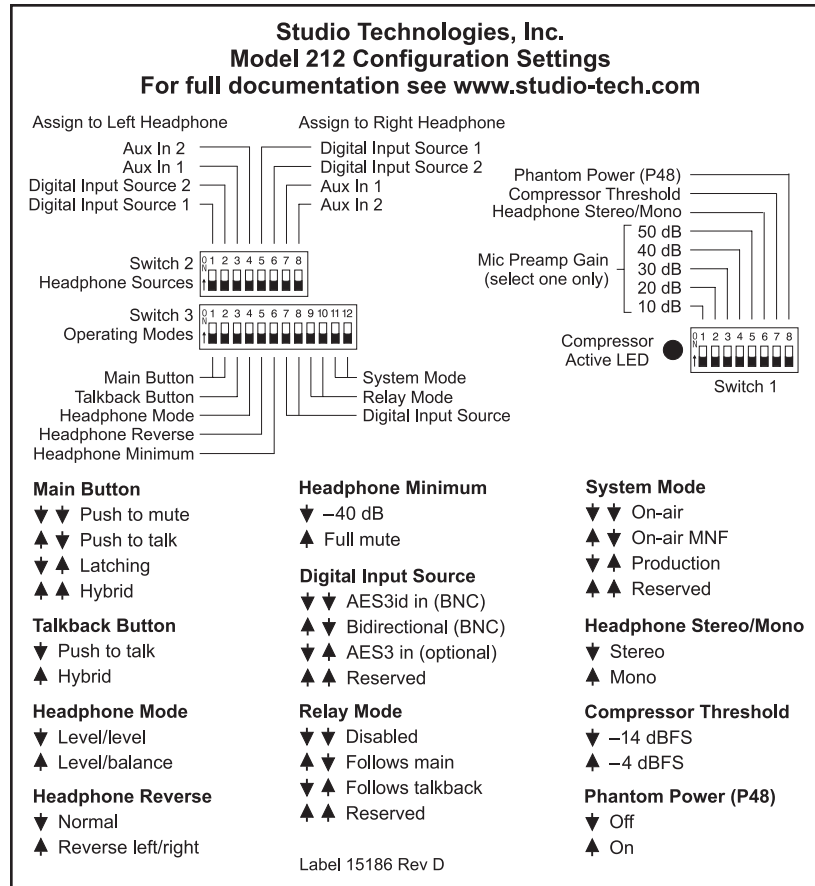 Studio Technologies, Inc.
Model 212 Configuration Settings
For full documentation see www.studio-tech.com
Assign to Left Headphone
Aux In 2
Aux In 1
Digital Input Source 2
Digital Input Source 1
Assign to Right Headphone
Digital Input Source 1
Digital Input Source 2
Aux In 1
Aux In 2
Switch 2
Headphone Sources
ON 1 2 3 4 5 6 7 8
Switch 3
Operating Modes
ON 1 2 3 4 5 6 7 8 9 10 11 12
Main Button
Talkback Button
Headphone Mode
Headphone Reverse
Headphone Minimum
System Mode
Relay Mode
Digital Input Source
Phantom Power (P48)
Compressor Threshold
Headphone Stereo/Mono
Mic Preamp Gain
(select one only)
50 dB
40 dB
30 dB
20 dB
10 dB
Compressor
Active LED
ON 1 2 3 4 5 6 7 8
Switch 1
Main Button
▼ ▼ Push to mute
▲ ▼ Push to talk
▼ ▲ Latching
▲ ▲ Hybrid
Talkback Button
▼ Push to talk
▲ Hybrid
Headphone Mode
▼ Level/level
▲ Level/balance
Headphone Reverse
▼ Normal
▲ Reverse left/right
Headphone Minimum
▼ –40 dB
▲ Full mute
Digital Input Source
▼ ▼ AES3id in (BNC)
▲ ▼ Bidirectional (BNC)
▼ ▲ AES3 in (optional)
▲ ▲ Reserved
Relay Mode
▼ ▼ Disabled
▲ ▼ Follows main
▼ ▲ Follows talkback
▲ ▲ Reserved
Label 15186 Rev D
System Mode
▼ ▼ On-air
▲ ▼ On-air MNF
▼ ▲ Production
▲ ▲ Reserved
Headphone Stereo/Mono
▼ Stereo
▲ Mono
Compressor Threshold
▼ –14 dBFS
▲ –4 dBFS
Phantom Power (P48)
▼ Off
▲ On